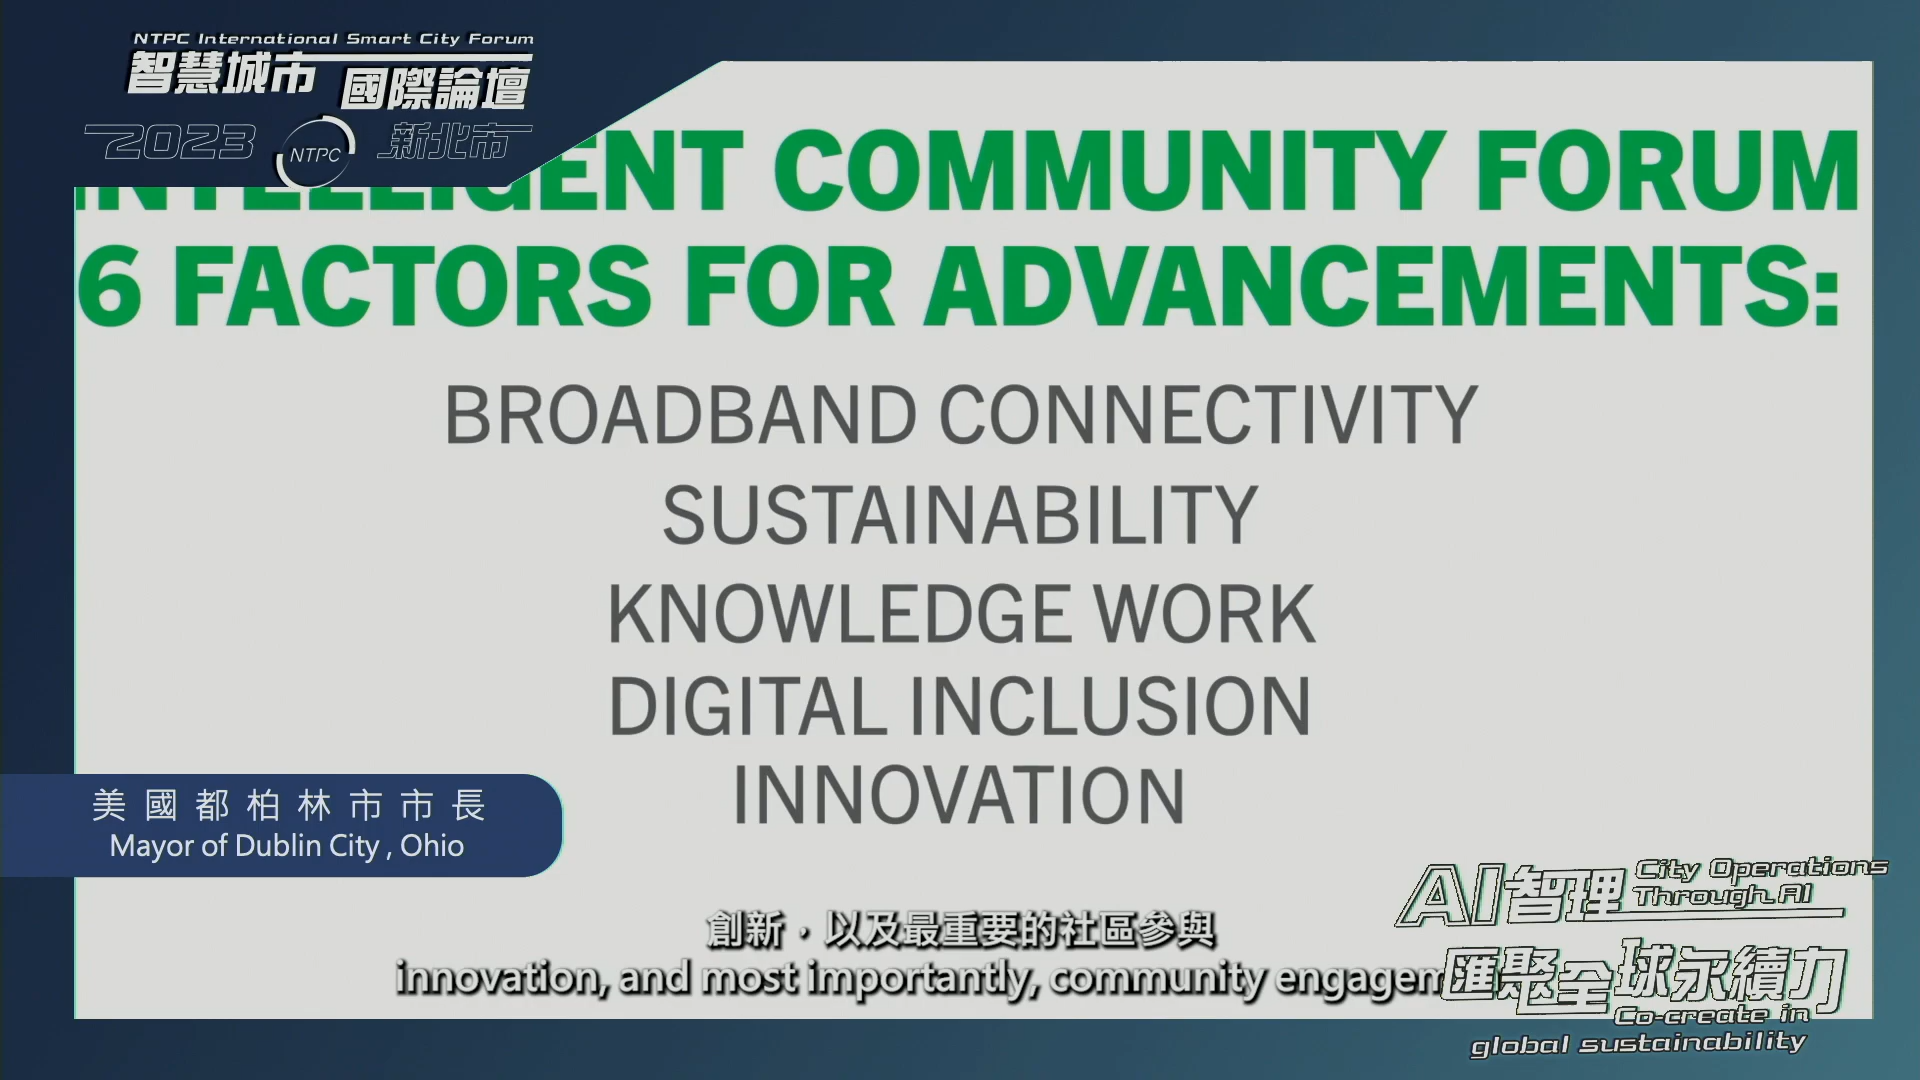 NTPC International Smart City Forum
智慧城市 國際論壇
2023 NTPC 新北市
INTELLIGENT COMMUNITY FORUM
6 FACTORS FOR ADVANCEMENTS:
BROADBAND CONNECTIVITY
SUSTAINABILITY
KNOWLEDGE WORK
DIGITAL INCLUSION
INNOVATION
美國都柏林市市長
Mayor of Dublin City , Ohio
創新，以及最重要的社區參與
innovation, and most importantly, community engagem
AI智理 City Operations
Through AI
匯聚全球永續力
Co-create in
global sustainability